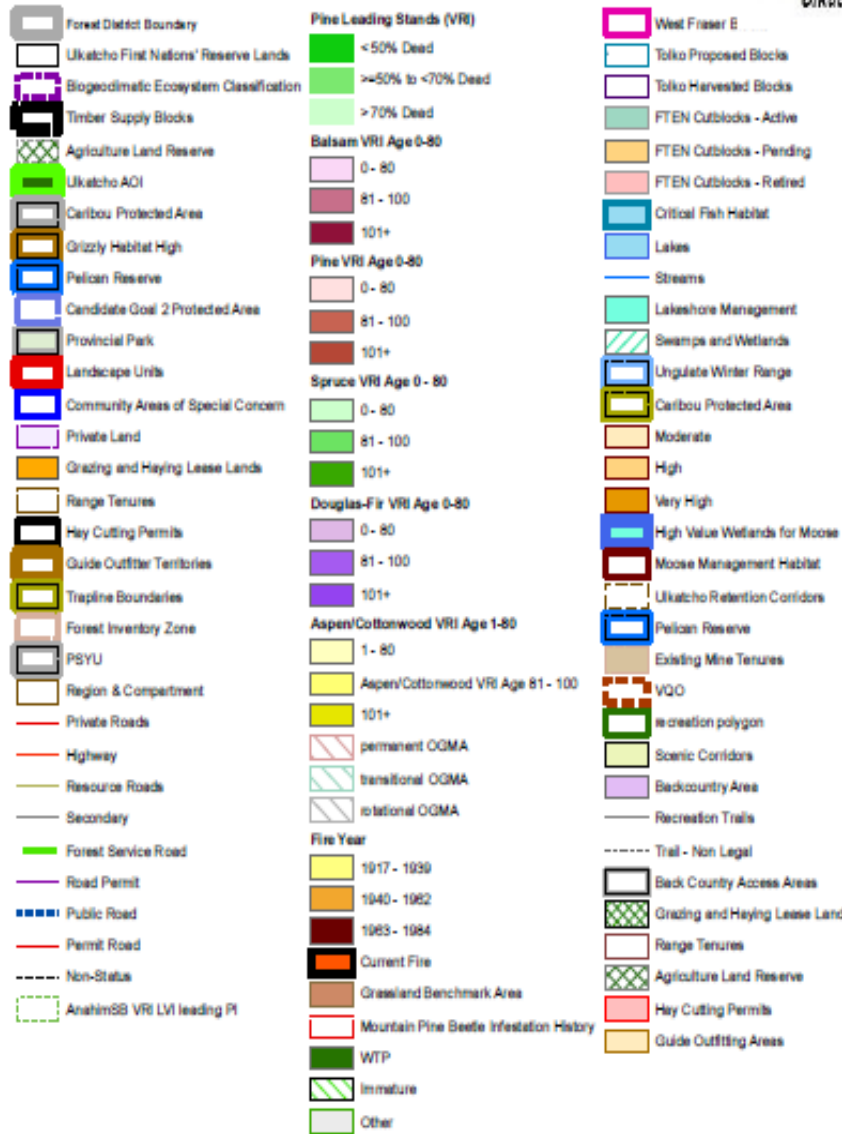 Forest District Boundary
Ulkatcho First Nations' Reserve Lands
Biogeoclimatic Ecosystem Classification
Timber Supply Blocks
Agriculture Land Reserve
Ulkatcho AOI
Caribou Protected Area
Grizzly Habitat High
Pelican Reserve
Candidate Goal 2 Protected Area
Provincial Park
Landscape Units
Community Areas of Special Concern
Private Land
Grazing and Haying Lease Lands
Range Tenures
Hay Cutting Permits
Guide Outfitter Territories
Trapline Boundaries
Forest Inventory Zone
PSYU
Region & Compartment
Private Roads
Highway
Resource Roads
Secondary
Forest Service Road
Road Permit
Public Road
Permit Road
Non-Status
AnahimSB VRI LVI leading Pl
Pine Leading Stands (VRI)
<50% Dead
>=50% to <70% Dead
>70% Dead
Balsam VRI Age 0-80
0 - 80
81 - 100
101+
Pine VRI Age 0-80
0 - 80
81 - 100
101+
Spruce VRI Age 0 - 80
0 - 80
81 - 100
101+
Douglas-Fir VRI Age 0-80
0 - 80
81 - 100
101+
Aspen/Cottonwood VRI Age 1-80
1 - 80
Aspen/Cottonwood VRI Age 81 - 100
101+
permanent OGMA
transitional OGMA
rotational OGMA
Fire Year
1917 - 1939
1940 - 1962
1963 - 1984
Current Fire
Grassland Benchmark Area
Mountain Pine Beetle Infestation History
WTP
Immature
Other
West Fraser
Tolko Proposed Blocks
Tolko Harvested Blocks
FTEN Cutblocks - Active
FTEN Cutblocks - Pending
FTEN Cutblocks - Retired
Critical Fish Habitat
Lakes
Streams
Lakeshore Management
Swamps and Wetlands
Ungulate Winter Range
Caribou Protected Area
Moderate
High
Very High
High Value Wetlands for Moose
Moose Management Habitat
Ulkatcho Retention Corridors
Pelican Reserve
Existing Mine Tenures
VQO
recreation polygon
Scenic Corridors
Backcountry Area
Recreation Trails
Trail - Non Legal
Back Country Access Areas
Grazing and Haying Lease Land
Range Tenures
Agriculture Land Reserve
Hay Cutting Permits
Guide Outfitting Areas